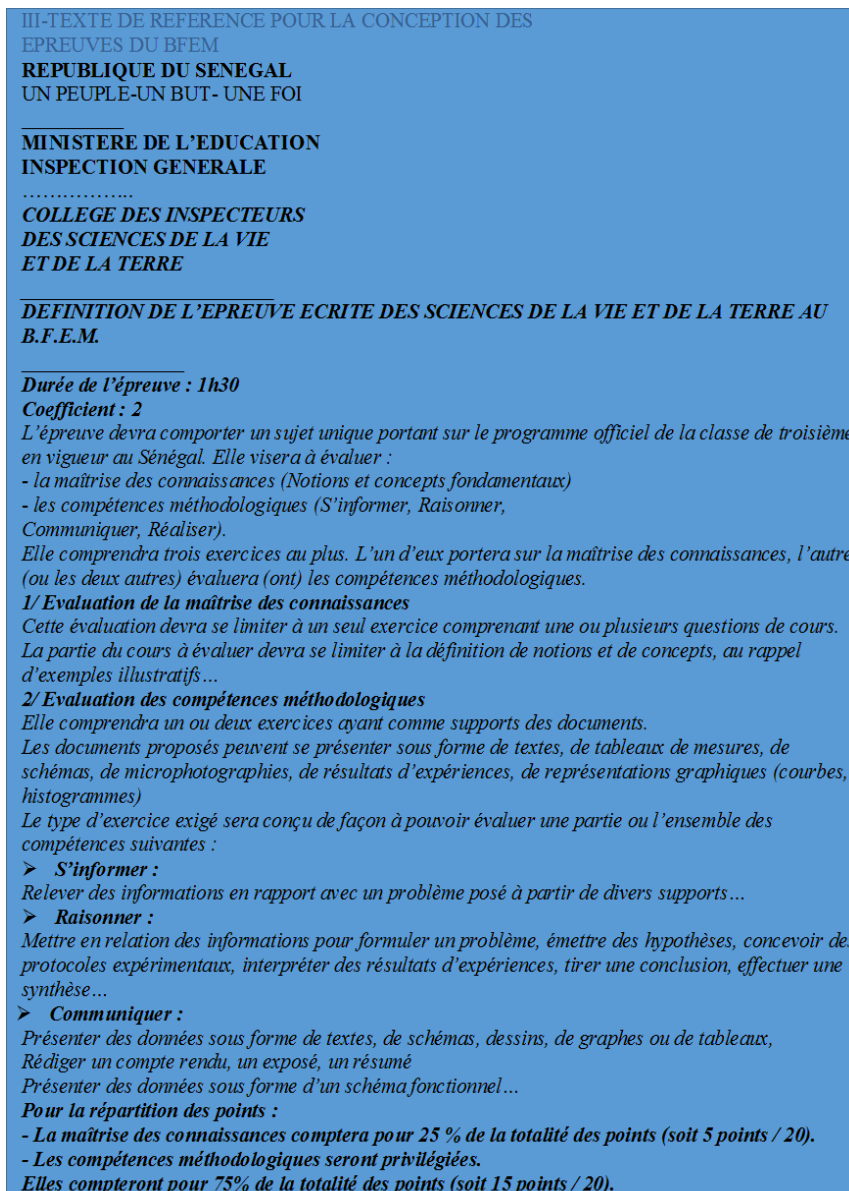 III-TEXTE DE REFERENCE POUR LA CONCEPTION DES
EPREUVES DU BFEM
REPUBLIQUE DU SENEGAL
UN PEUPLE-UN BUT- UNE FOI
MINISTERE DE L'EDUCATION
INSPECTION GENERALE
……………..
COLLEGE DES INSPECTEURS
DES SCIENCES DE LA VIE
ET DE LA TERRE
DEFINITION DE L'EPREUVE ECRITE DES SCIENCES DE LA VIE ET DE LA TERRE AU
B.F.E.M.
Durée de l'épreuve : 1h30
Coefficient : 2
L'épreuve devra comporter un sujet unique portant sur le programme officiel de la classe de troisième
en vigueur au Sénégal. Elle visera à évaluer :
- la maîtrise des connaissances (Notions et concepts fondamentaux)
- les compétences méthodologiques (S'informer, Raisonner,
Communiquer, Réaliser).
Elle comprendra trois exercices au plus. L'un d'eux portera sur la maîtrise des connaissances, l'autre
(ou les deux autres) évaluera (ont) les compétences méthodologiques.
1/ Evaluation de la maîtrise des connaissances
Cette évaluation devra se limiter à un seul exercice comprenant une ou plusieurs questions de cours.
La partie du cours à évaluer devra se limiter à la définition de notions et de concepts, au rappel
d'exemples illustratifs…
2/ Evaluation des compétences méthodologiques
Elle comprendra un ou deux exercices ayant comme supports des documents.
Les documents proposés peuvent se présenter sous forme de textes, de tableaux de mesures, de
schémas, de microphotographies, de résultats d'expériences, de représentations graphiques (courbes,
histogrammes)
Le type d'exercice exigé sera conçu de façon à pouvoir évaluer une partie ou l'ensemble des
compétences suivantes :
➢ S'informer :
Relever des informations en rapport avec un problème posé à partir de divers supports…
➢ Raisonner :
Mettre en relation des informations pour formuler un problème, émettre des hypothèses, concevoir des
protocoles expérimentaux, interpréter des résultats d'expériences, tirer une conclusion, effectuer une
synthèse…
➢ Communiquer :
Présenter des données sous forme de textes, de schémas, dessins, de graphes ou de tableaux,
Rédiger un compte rendu, un exposé, un résumé
Présenter des données sous forme d'un schéma fonctionnel…
Pour la répartition des points :
- La maîtrise des connaissances comptera pour 25 % de la totalité des points (soit 5 points / 20).
- Les compétences méthodologiques seront privilégiées.
Elles compteront pour 75% de la totalité des points (soit 15 points / 20).